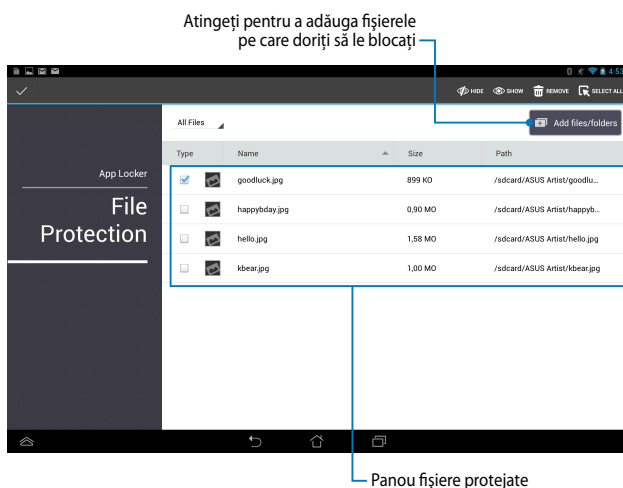 Atingeți pentru a adăuga fișierele
pe care doriți să le blocați
4:53
HIDE SHOW REMOVE SELECT ALL
All Files Add files/folders
Type Name Size Path
App Locker
File
Protection
goodluck.jpg 899 KO /sdcard/ASUS Artist/goodlu...
happybday.jpg 0,90 MO /sdcard/ASUS Artist/happyb...
hello.jpg 1,58 MO /sdcard/ASUS Artist/hello.jpg
kbear.jpg 1,00 MO /sdcard/ASUS Artist/kbear.jpg
Panou fișiere protejate